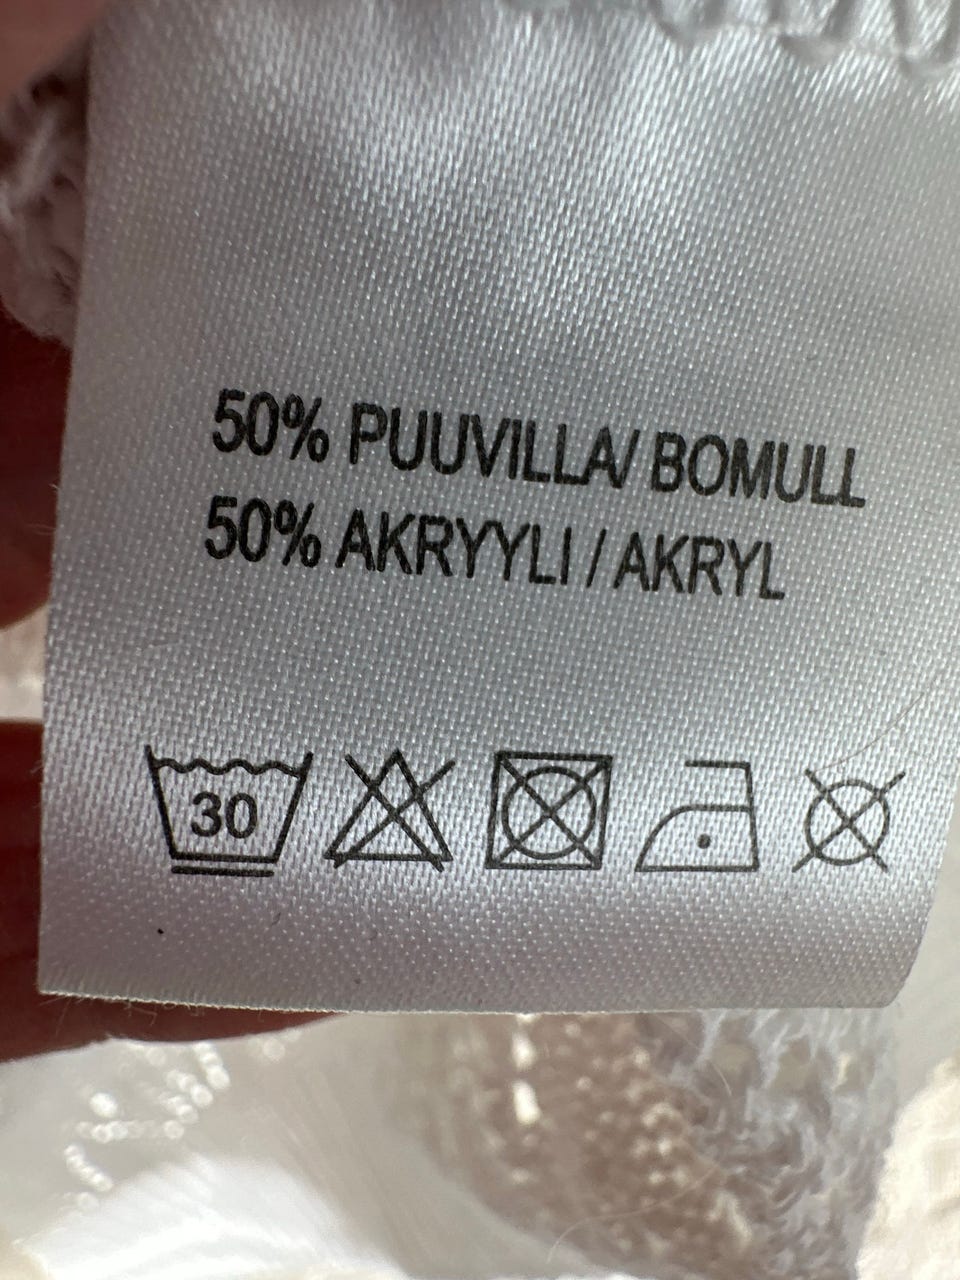 50% PUUVILLA/ BOMULL
50% AKRYYLI / AKRYL
30